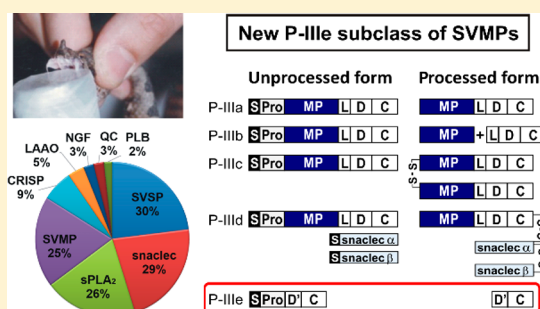 New P-IIIe subclass of SVMPs
Unprocessed form
Processed form
P-IIIa S Pro MP L D C MP L D C
P-IIIb S Pro MP L D C MP + L D C
P-IIIc S Pro MP L D C MP L D C
S-S
MP L D C
P-IIId S Pro MP L D C MP L D C
S snaclec α snaclec α
S snaclec β snaclec β
P-IIIe S Pro D' C D' C
NGF 3%
QC 3%
PLB 2%
LAAO 5%
CRISP 9%
SVSP 30%
SVMP 25%
snaclec 29%
sPLA₂ 26%